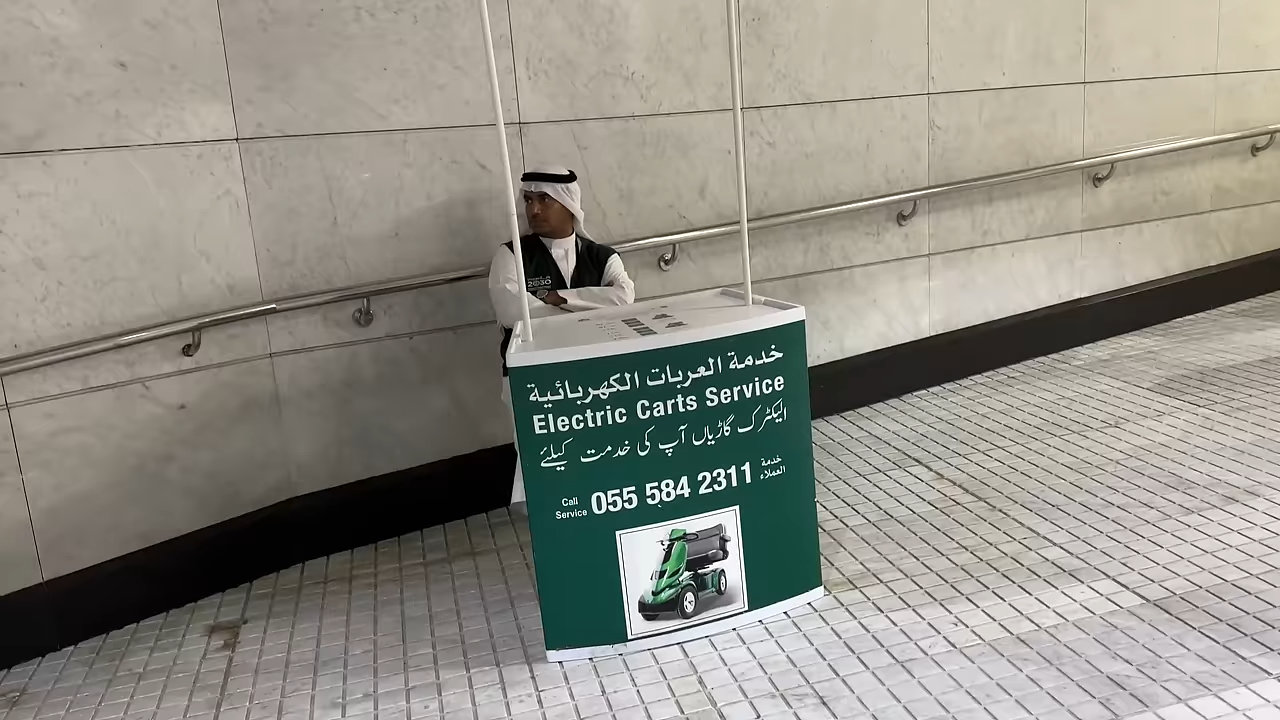 2030
خدمة العربات الكهربائية
Electric Carts Service
الیکٹرک گاڑیاں آپ کی خدمت کیلئے
Call
Service
055 584 2311
خدمة
العملاء